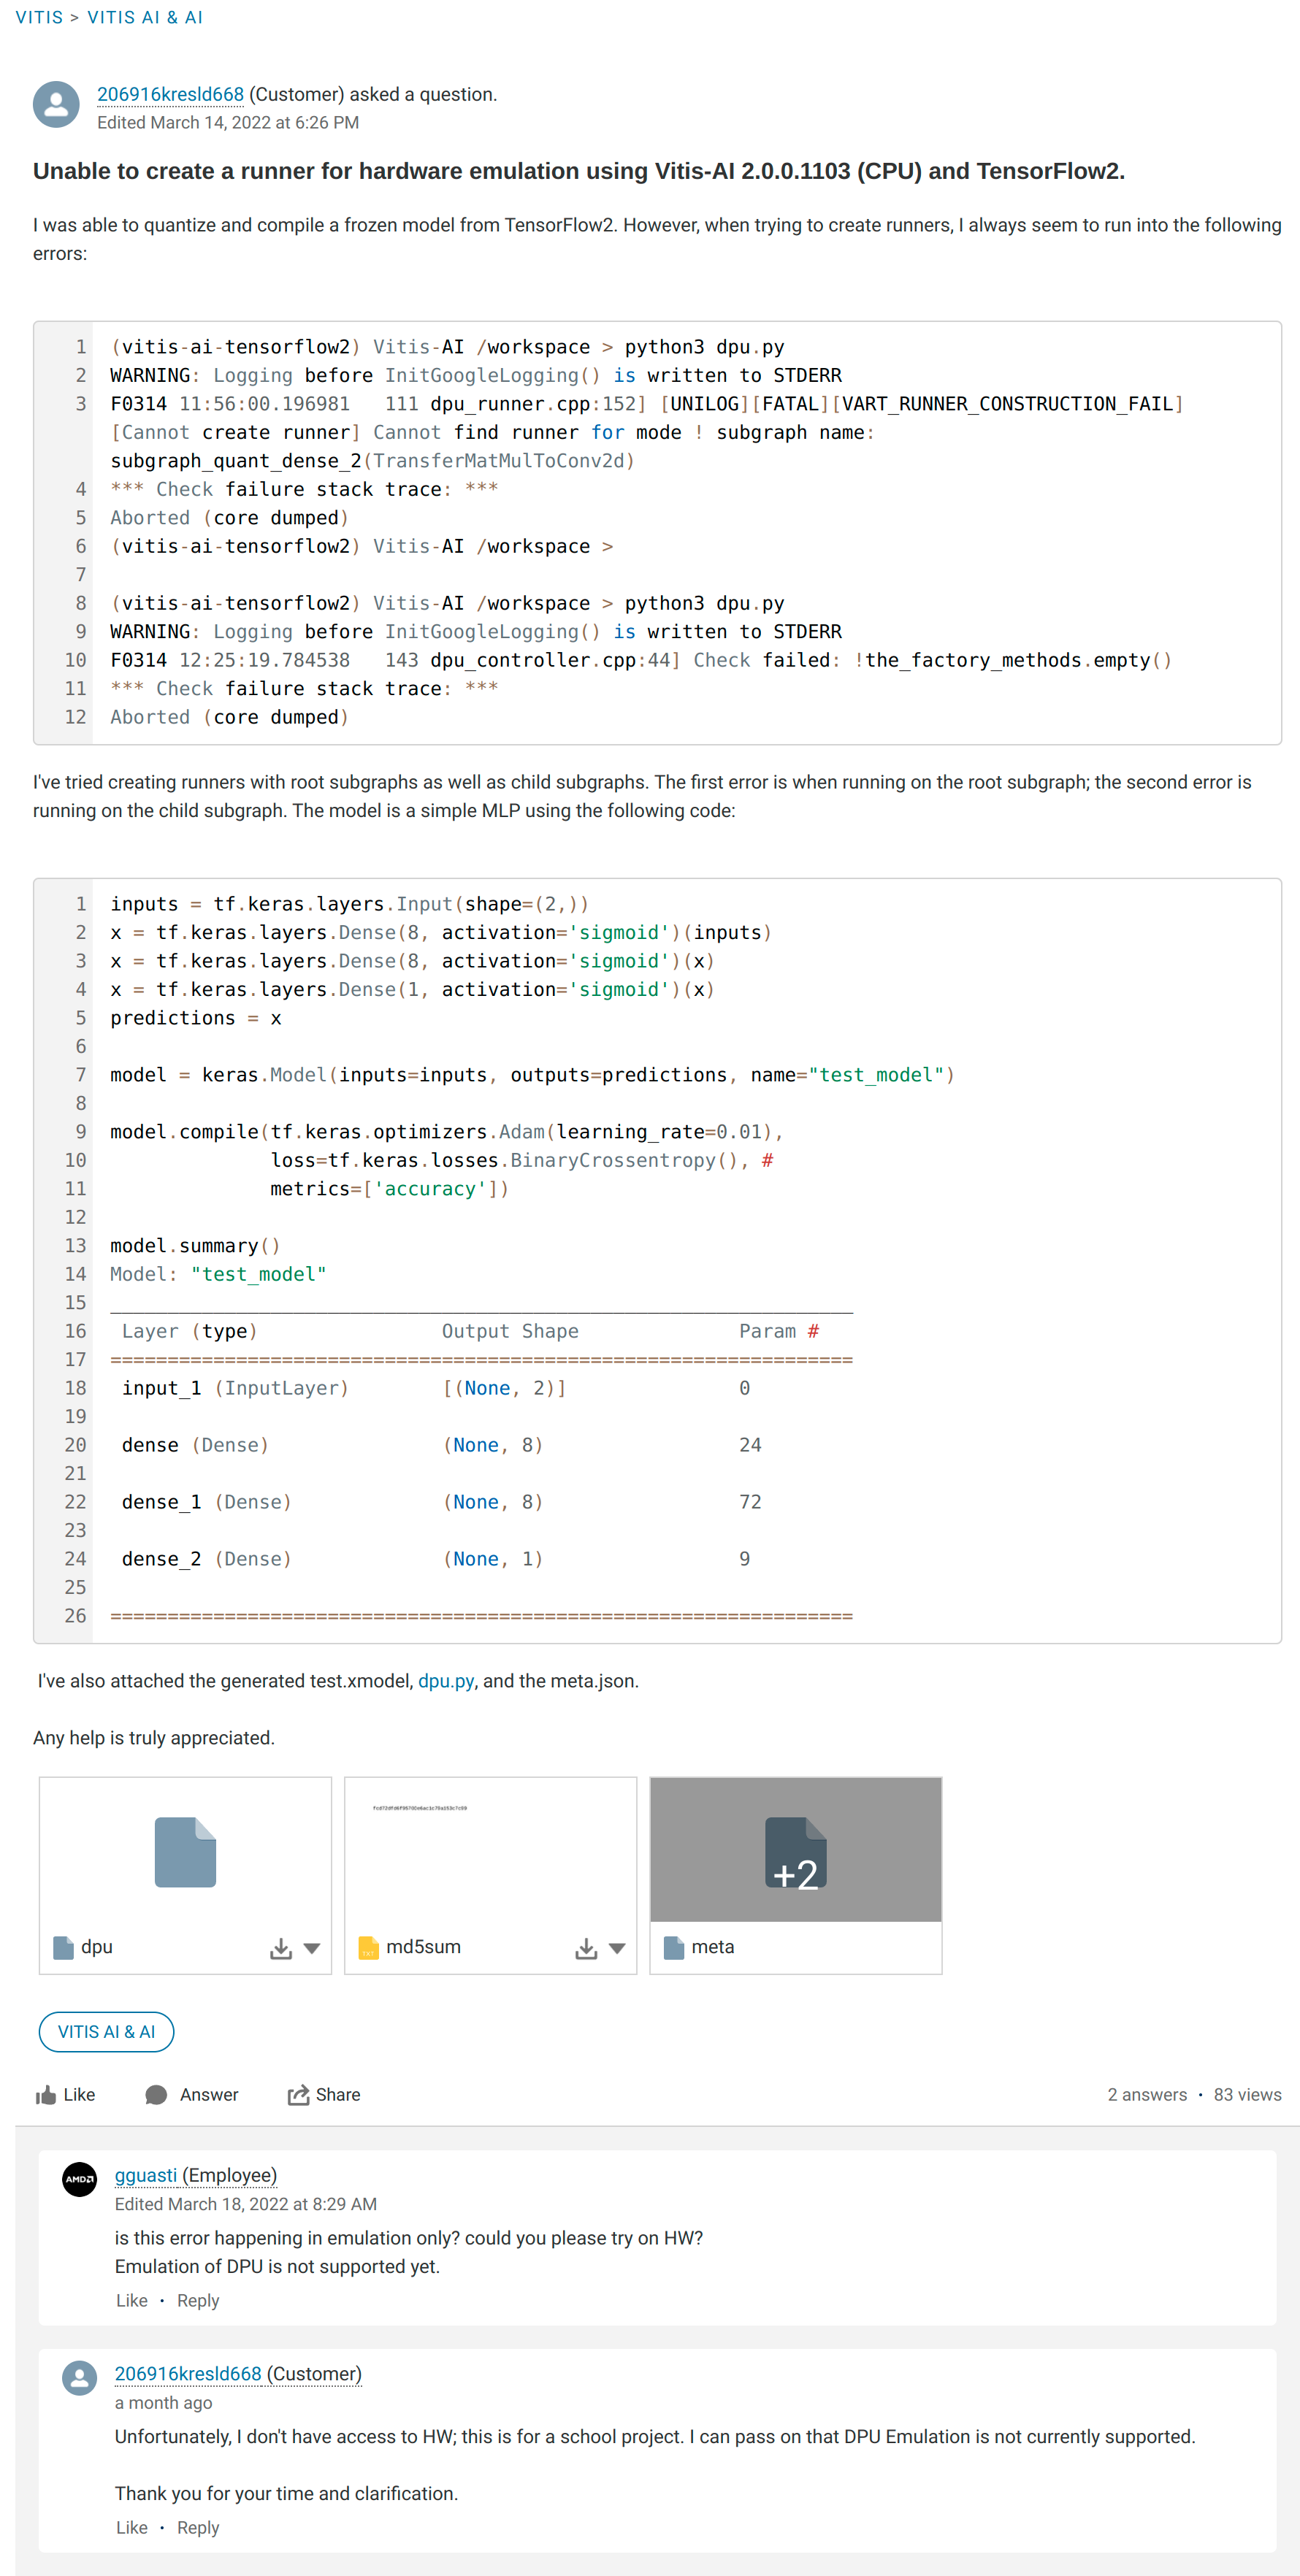 VITIS > VITIS AI & AI
206916kresld668 (Customer) asked a question.
Edited March 14, 2022 at 6:26 PM
Unable to create a runner for hardware emulation using Vitis-AI 2.0.0.1103 (CPU) and TensorFlow2.
I was able to quantize and compile a frozen model from TensorFlow2. However, when trying to create runners, I always seem to run into the following
errors:
1 (vitis-ai-tensorflow2) Vitis-AI /workspace > python3 dpu.py
2 WARNING: Logging before InitGoogleLogging() is written to STDERR
3 F0314 11:56:00.196981   111 dpu_runner.cpp:152] [UNILOG][FATAL][VART_RUNNER_CONSTRUCTION_FAIL]
[Cannot create runner] Cannot find runner for mode ! subgraph name:
subgraph_quant_dense_2(TransferMatMulToConv2d)
4 *** Check failure stack trace: ***
5 Aborted (core dumped)
6 (vitis-ai-tensorflow2) Vitis-AI /workspace >
7
8 (vitis-ai-tensorflow2) Vitis-AI /workspace > python3 dpu.py
9 WARNING: Logging before InitGoogleLogging() is written to STDERR
10 F0314 12:25:19.784538   143 dpu_controller.cpp:44] Check failed: !the_factory_methods.empty()
11 *** Check failure stack trace: ***
12 Aborted (core dumped)
I've tried creating runners with root subgraphs as well as child subgraphs. The first error is when running on the root subgraph; the second error is
running on the child subgraph. The model is a simple MLP using the following code:
1 inputs = tf.keras.layers.Input(shape=(2,))
2 x = tf.keras.layers.Dense(8, activation='sigmoid')(inputs)
3 x = tf.keras.layers.Dense(8, activation='sigmoid')(x)
4 x = tf.keras.layers.Dense(1, activation='sigmoid')(x)
5 predictions = x
6
7 model = keras.Model(inputs=inputs, outputs=predictions, name="test_model")
8
9 model.compile(tf.keras.optimizers.Adam(learning_rate=0.01),
10               loss=tf.keras.losses.BinaryCrossentropy(), #
11               metrics=['accuracy'])
12
13 model.summary()
14 Model: "test_model"
15 _________________________________________________________________
16  Layer (type)                Output Shape              Param #
17 =================================================================
18  input_1 (InputLayer)        [(None, 2)]               0
19
20  dense (Dense)               (None, 8)                 24
21
22  dense_1 (Dense)             (None, 8)                 72
23
24  dense_2 (Dense)             (None, 1)                 9
25
26 =================================================================
I've also attached the generated test.xmodel, dpu.py, and the meta.json.
Any help is truly appreciated.
+2
dpu
TXT md5sum
meta
VITIS AI & AI
Like Answer Share 2 answers · 83 views
AMD
gguasti (Employee)
Edited March 18, 2022 at 8:29 AM
is this error happening in emulation only? could you please try on HW?
Emulation of DPU is not supported yet.
Like · Reply
206916kresld668 (Customer)
a month ago
Unfortunately, I don't have access to HW; this is for a school project. I can pass on that DPU Emulation is not currently supported.
Thank you for your time and clarification.
Like · Reply